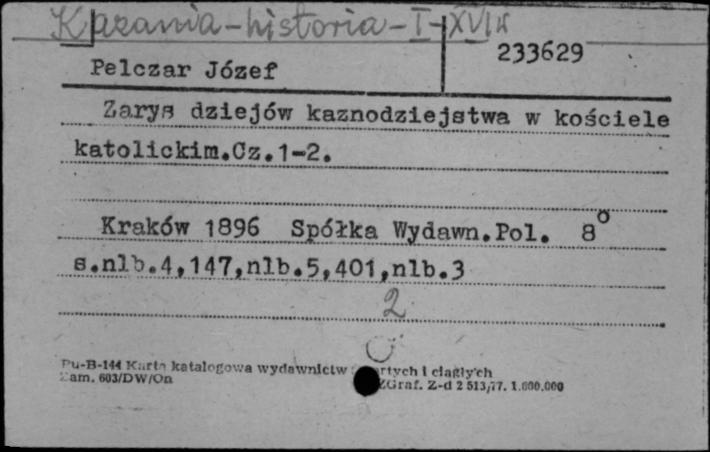 Kazania-historia-I-XVIII
233629
Pelczar Józef
Zarys dziejów kaznodziejstwa w kościele
katolickim.Cz.1-2.
Kraków 1896 Spółka Wydawn.Pol. 8°
s.nlb.4,147,nlb.5,401,nlb.3
2
Pu-B-144 Karta katalogowa wydawnictw i ciągłych
Zam. 603/DW/On ZGraf. Z-d 2 513/77. 1.000.000